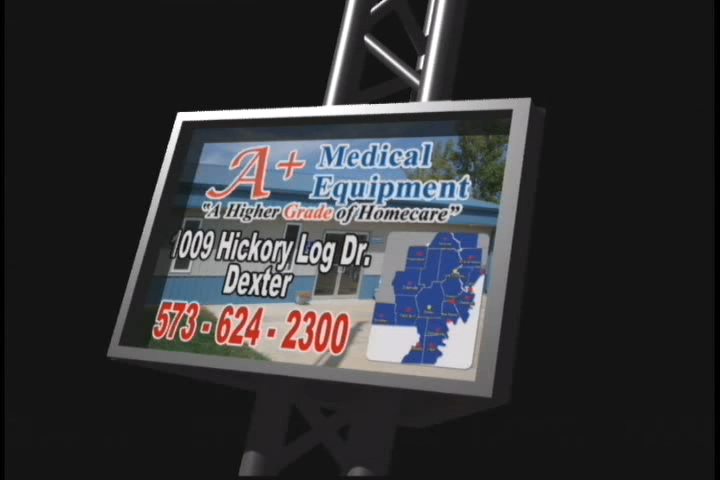 A+ Medical
Equipment
"A Higher Grade of Homecare"
1009 Hickory Log Dr.
Dexter
573 - 624 - 2300